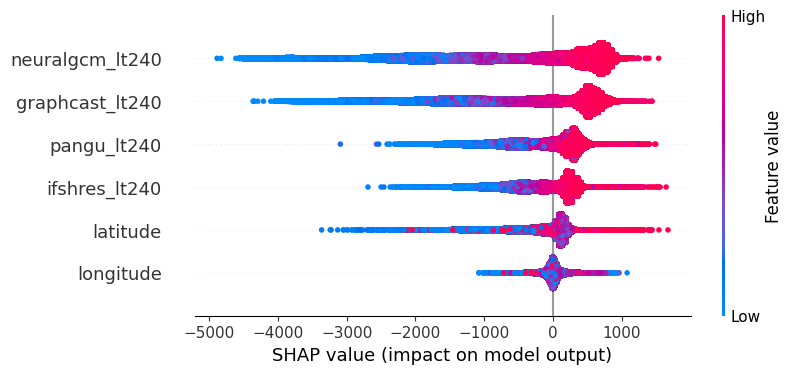 High
neuralgcm_lt240
graphcast_lt240
pangu_lt240
ifshres_lt240
latitude
longitude
Feature value
Low
−5000 −4000 −3000 −2000 −1000 0 1000
SHAP value (impact on model output)